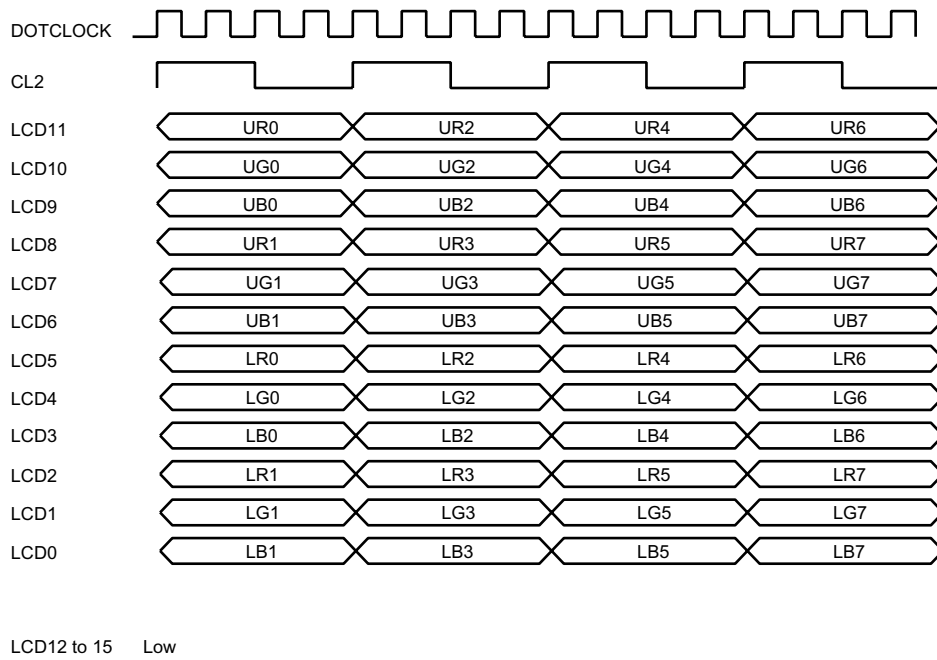 DOTCLOCK
CL2
LCD11 UR0 UR2 UR4 UR6
LCD10 UG0 UG2 UG4 UG6
LCD9 UB0 UB2 UB4 UB6
LCD8 UR1 UR3 UR5 UR7
LCD7 UG1 UG3 UG5 UG7
LCD6 UB1 UB3 UB5 UB7
LCD5 LR0 LR2 LR4 LR6
LCD4 LG0 LG2 LG4 LG6
LCD3 LB0 LB2 LB4 LB6
LCD2 LR1 LR3 LR5 LR7
LCD1 LG1 LG3 LG5 LG7
LCD0 LB1 LB3 LB5 LB7
LCD12 to 15 Low